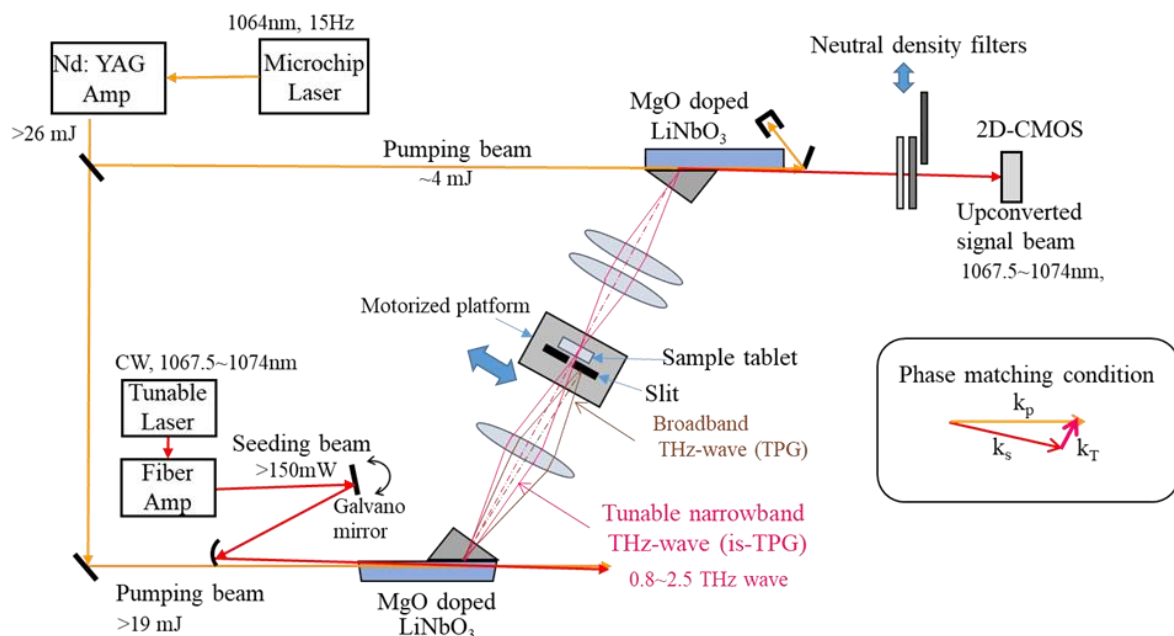 1064nm, 15Hz
Nd: YAG
Amp
Microchip
Laser
>26 mJ
Pumping beam
~4 mJ
MgO doped
LiNbO3
Neutral density filters
2D-CMOS
Upconverted
signal beam
1067.5~1074nm,
Motorized platform
Sample tablet
Slit
Broadband
THz-wave (TPG)
CW, 1067.5~1074nm
Tunable
Laser
Fiber
Amp
Seeding beam
>150mW
Galvano
mirror
Tunable narrowband
THz-wave (is-TPG)
0.8~2.5 THz wave
Pumping beam
>19 mJ
MgO doped
LiNbO3
Phase matching condition
kp
ks
kT